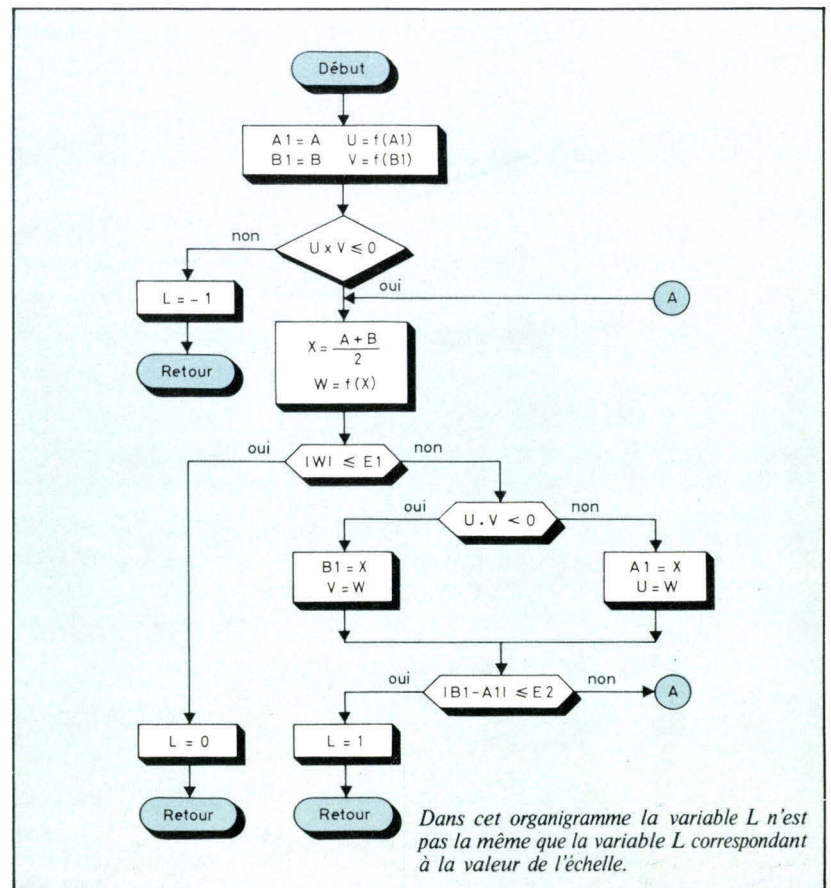 Début
A1 = A U = f(A1)
B1 = B V = f(B1)
non
U x V ≤ 0
oui
A
L = - 1
X = A + B
2
W = f(X)
Retour
oui
|W| ≤ E1
non
oui
U . V < 0
non
B1 = X
V = W
A1 = X
U = W
oui
|B1 - A1| ≤ E2
non
A
L = 0
L = 1
Retour
Retour
Dans cet organigramme la variable L n'est
pas la même que la variable L correspondant
à la valeur de l'échelle.